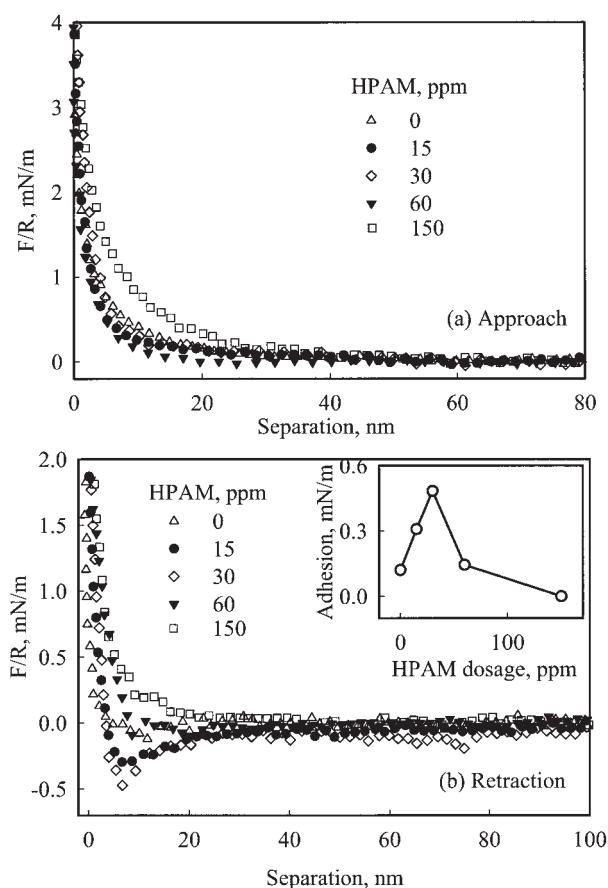 4
3
2
1
0
F/R, mN/m
HPAM, ppm
0
15
30
60
150
(a) Approach
0 20 40 60 80
Separation, nm
2.0
1.5
1.0
0.5
0.0
-0.5
F/R, mN/m
HPAM, ppm
0
15
30
60
150
0.6
0.3
0.0
Adhesion, mN/m
0 100
HPAM dosage, ppm
(b) Retraction
0 20 40 60 80 100
Separation, nm